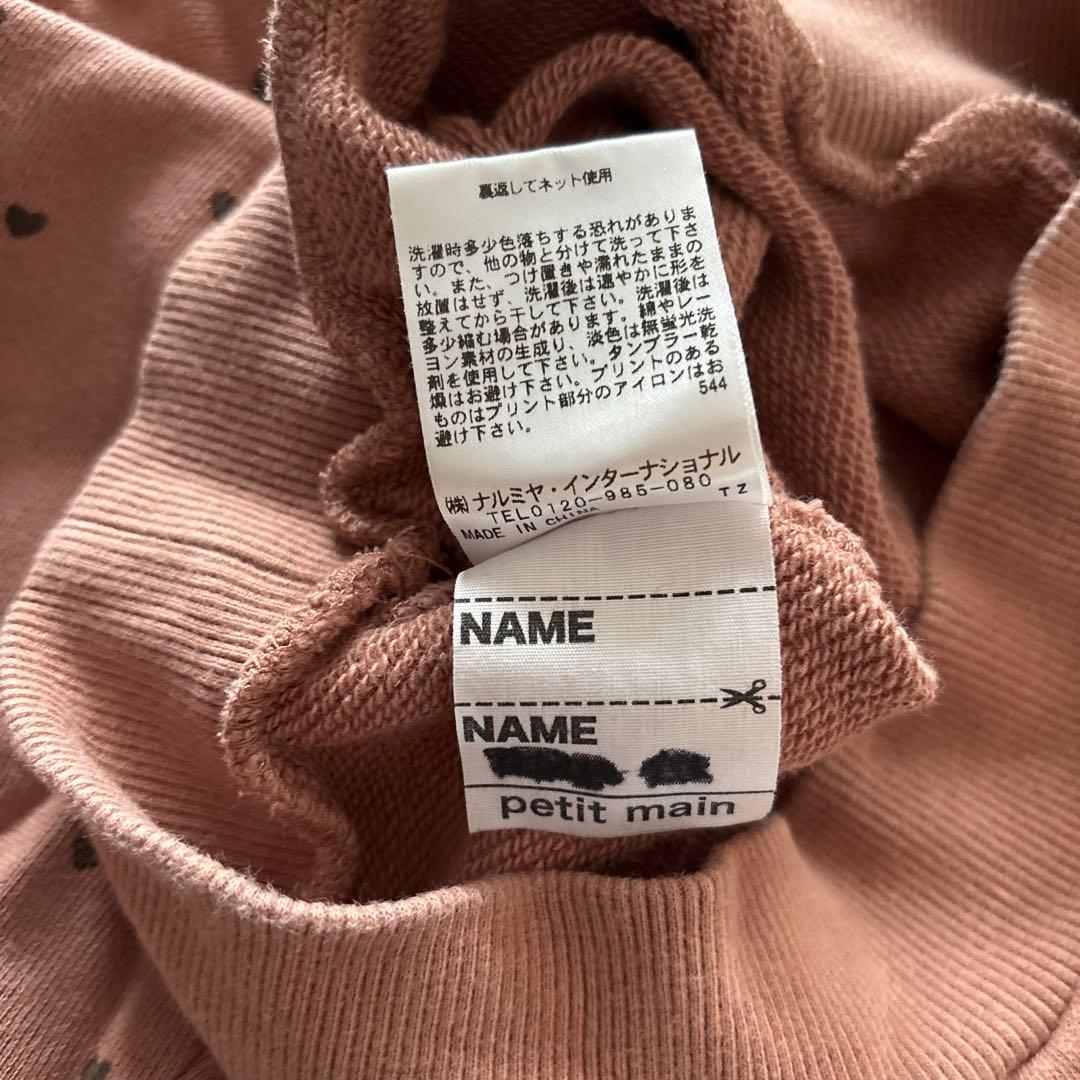 裏返してネット使用
洗濯時多少色落ちする恐れがありま
すので、他の物と分けて洗って下さ
い。また、つけ置きや濡れたままの
放置はせず、洗濯後は速やかに形を
整えてから干して下さい。洗濯後は
多少縮む場合があります。綿やレー
ヨン素材の生成り、淡色は無蛍光洗
剤を使用して下さい。タンブラー乾
燥はお避け下さい。プリントのある
ものはプリント部分のアイロンはお
避け下さい。 544
(株)ナルミヤ・インターナショナル
TEL0120-985-080
MADE IN CHINA TZ
NAME
NAME
petit main